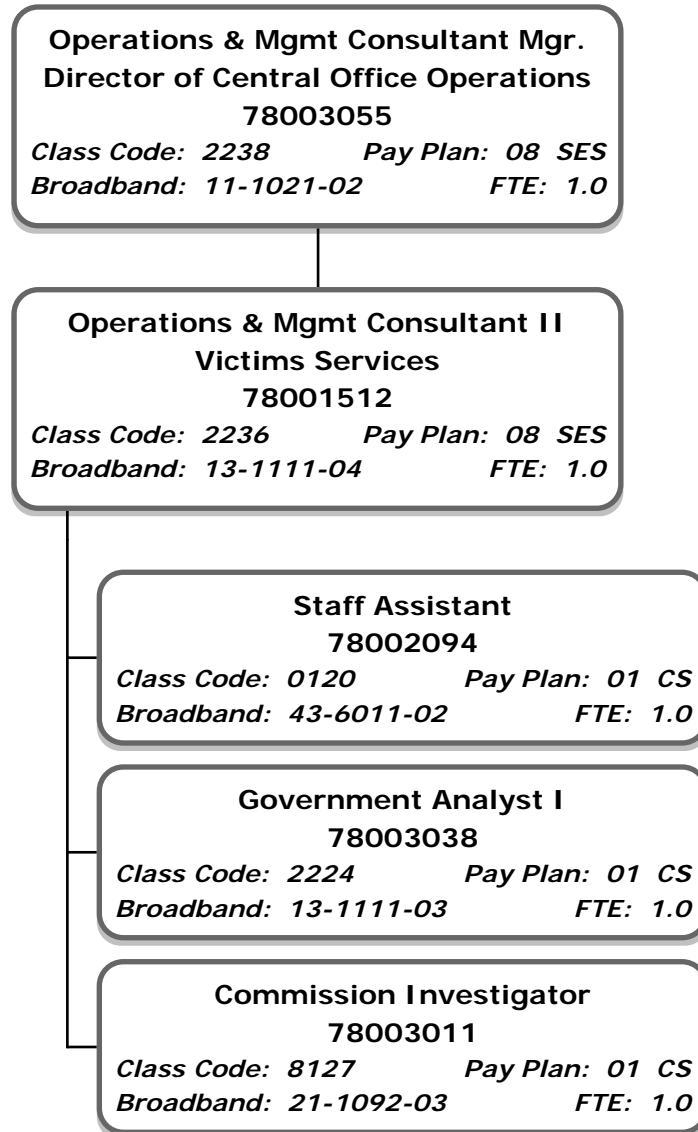 Operations & Mgmt Consultant Mgr.
Director of Central Office Operations
78003055
Class Code: 2238 Pay Plan: 08 SES
Broadband: 11-1021-02 FTE: 1.0
Operations & Mgmt Consultant II
Victims Services
78001512
Class Code: 2236 Pay Plan: 08 SES
Broadband: 13-1111-04 FTE: 1.0
Staff Assistant
78002094
Class Code: 0120 Pay Plan: 01 CS
Broadband: 43-6011-02 FTE: 1.0
Government Analyst I
78003038
Class Code: 2224 Pay Plan: 01 CS
Broadband: 13-1111-03 FTE: 1.0
Commission Investigator
78003011
Class Code: 8127 Pay Plan: 01 CS
Broadband: 21-1092-03 FTE: 1.0